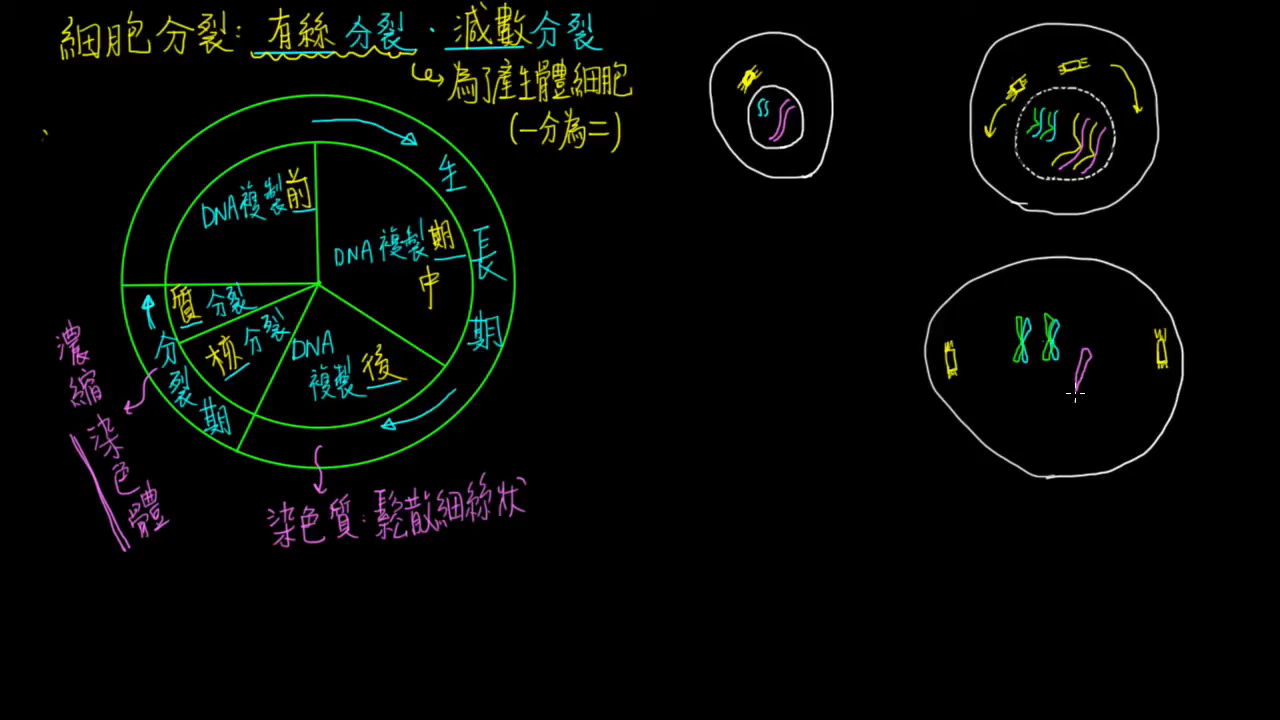 細胞分裂:有絲分裂·減數分裂
為了產生體細胞
(一分為二)
生長期
DNA複製前
DNA複製期中
DNA複製後
核分裂
質分裂
分裂期
濃縮染色體
染色質:鬆散細絲狀